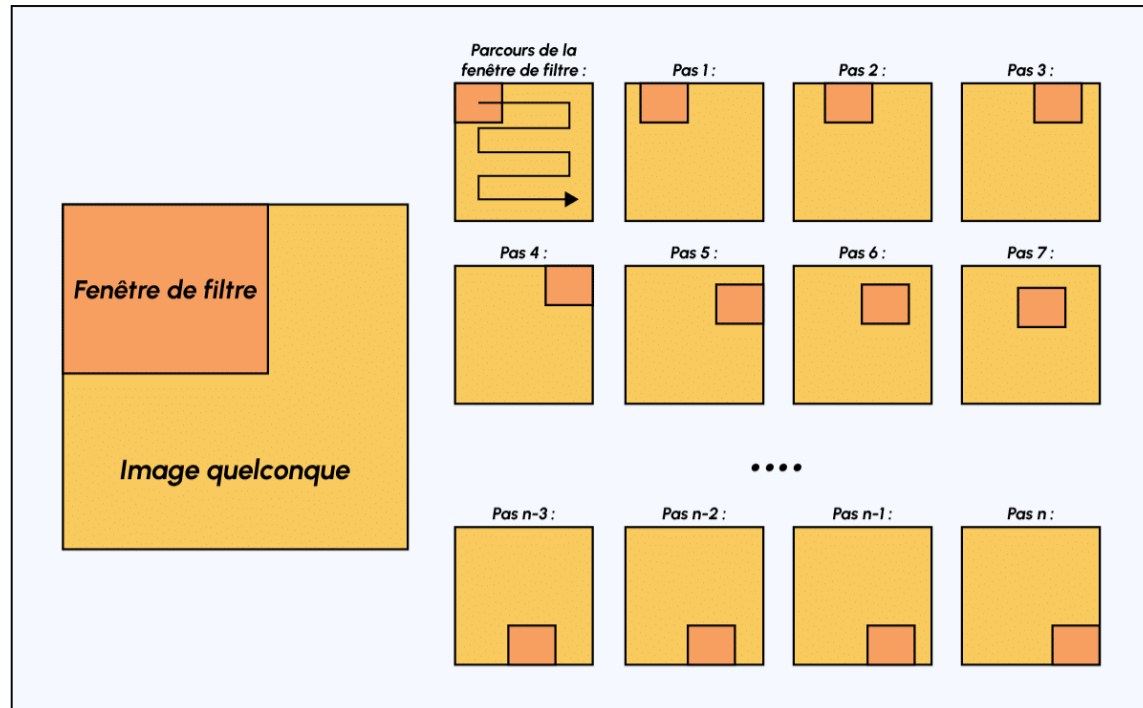 Parcours de la
fenêtre de filtre :
Pas 1 :
Pas 2 :
Pas 3 :
Fenêtre de filtre
Image quelconque
Pas 4 :
Pas 5 :
Pas 6 :
Pas 7 :
....
Pas n-3 :
Pas n-2 :
Pas n-1 :
Pas n :